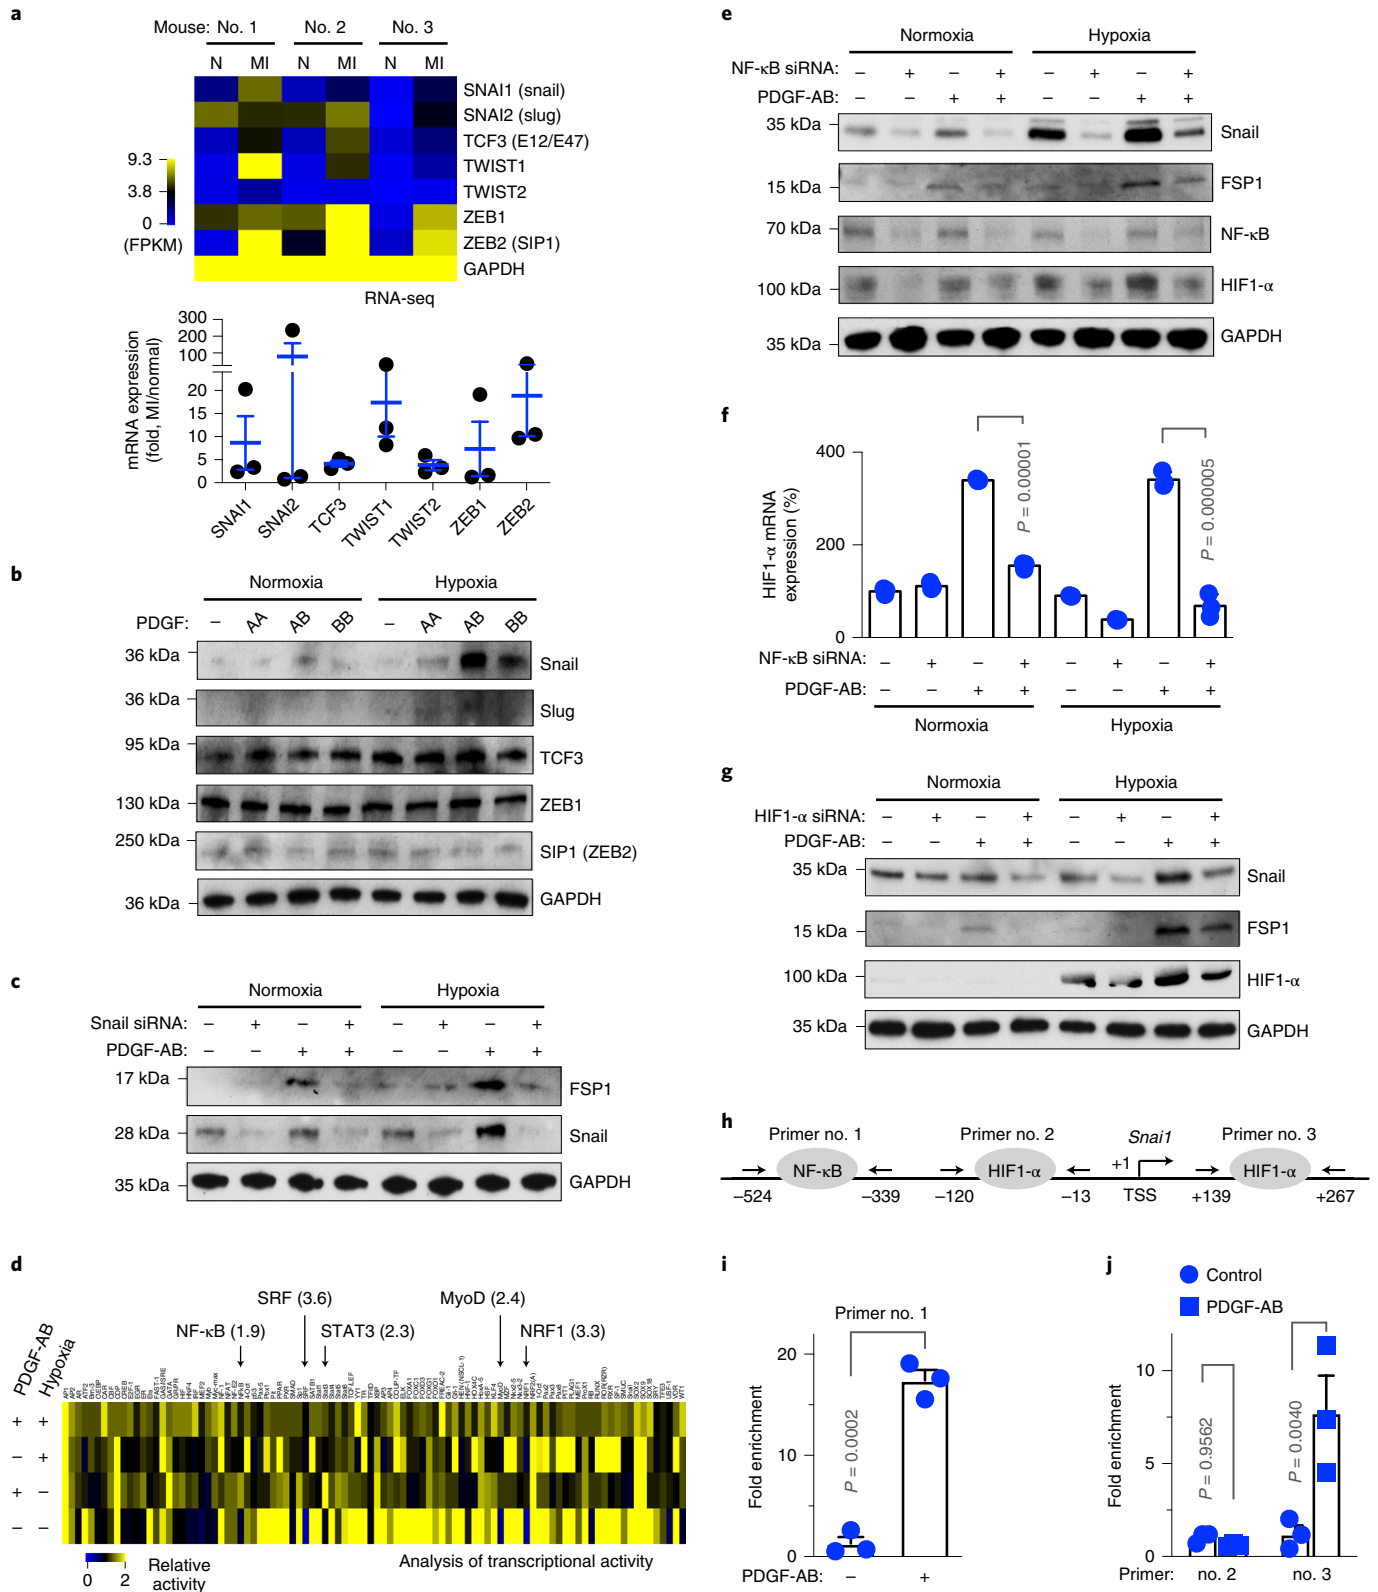 a
Mouse: No. 1 No. 2 No. 3
N MI N MI N MI
SNAI1 (snail)
SNAI2 (slug)
TCF3 (E12/E47)
TWIST1
TWIST2
ZEB1
ZEB2 (SIP1)
GAPDH
9.3
3.8
0
(FPKM)
RNA-seq
mRNA expression
(fold, MI/normal)
300
200
100
20
15
10
5
0
SNAI1 SNAI2 TCF3 TWIST1 TWIST2 ZEB1 ZEB2
b
Normoxia Hypoxia
PDGF: – AA AB BB – AA AB BB
36 kDa Snail
36 kDa Slug
95 kDa TCF3
130 kDa ZEB1
250 kDa SIP1 (ZEB2)
36 kDa GAPDH
c
Normoxia Hypoxia
Snail siRNA: – + – + – + – +
PDGF-AB: – – + + – – + +
17 kDa FSP1
28 kDa Snail
35 kDa GAPDH
d
SRF (3.6) MyoD (2.4)
NF-κB (1.9) STAT3 (2.3) NRF1 (3.3)
PDGF-AB Hypoxia
+ +
– +
+ –
– –
0 2
Relative
activity
Analysis of transcriptional activity
e
Normoxia Hypoxia
NF-κB siRNA: – + – + – + – +
PDGF-AB: – – + + – – + +
35 kDa Snail
15 kDa FSP1
70 kDa NF-κB
100 kDa HIF1-α
35 kDa GAPDH
f
HIF1-α mRNA
expression (%)
400
200
0
P = 0.00001
P = 0.000005
NF-κB siRNA: – + – + – + – +
PDGF-AB: – – + + – – + +
Normoxia Hypoxia
g
Normoxia Hypoxia
HIF1-α siRNA: – + – + – + – +
PDGF-AB: – – + + – – + +
35 kDa Snail
15 kDa FSP1
100 kDa HIF1-α
35 kDa GAPDH
h
Primer no. 1 Primer no. 2 Snai1 Primer no. 3
NF-κB HIF1-α +1 HIF1-α
–524 –339 –120 –13 TSS +139 +267
i
Primer no. 1
Fold enrichment
20
10
0
P = 0.0002
PDGF-AB: – +
j
Control
PDGF-AB
Fold enrichment
10
5
0
P = 0.9562
P = 0.0040
Primer: no. 2 no. 3